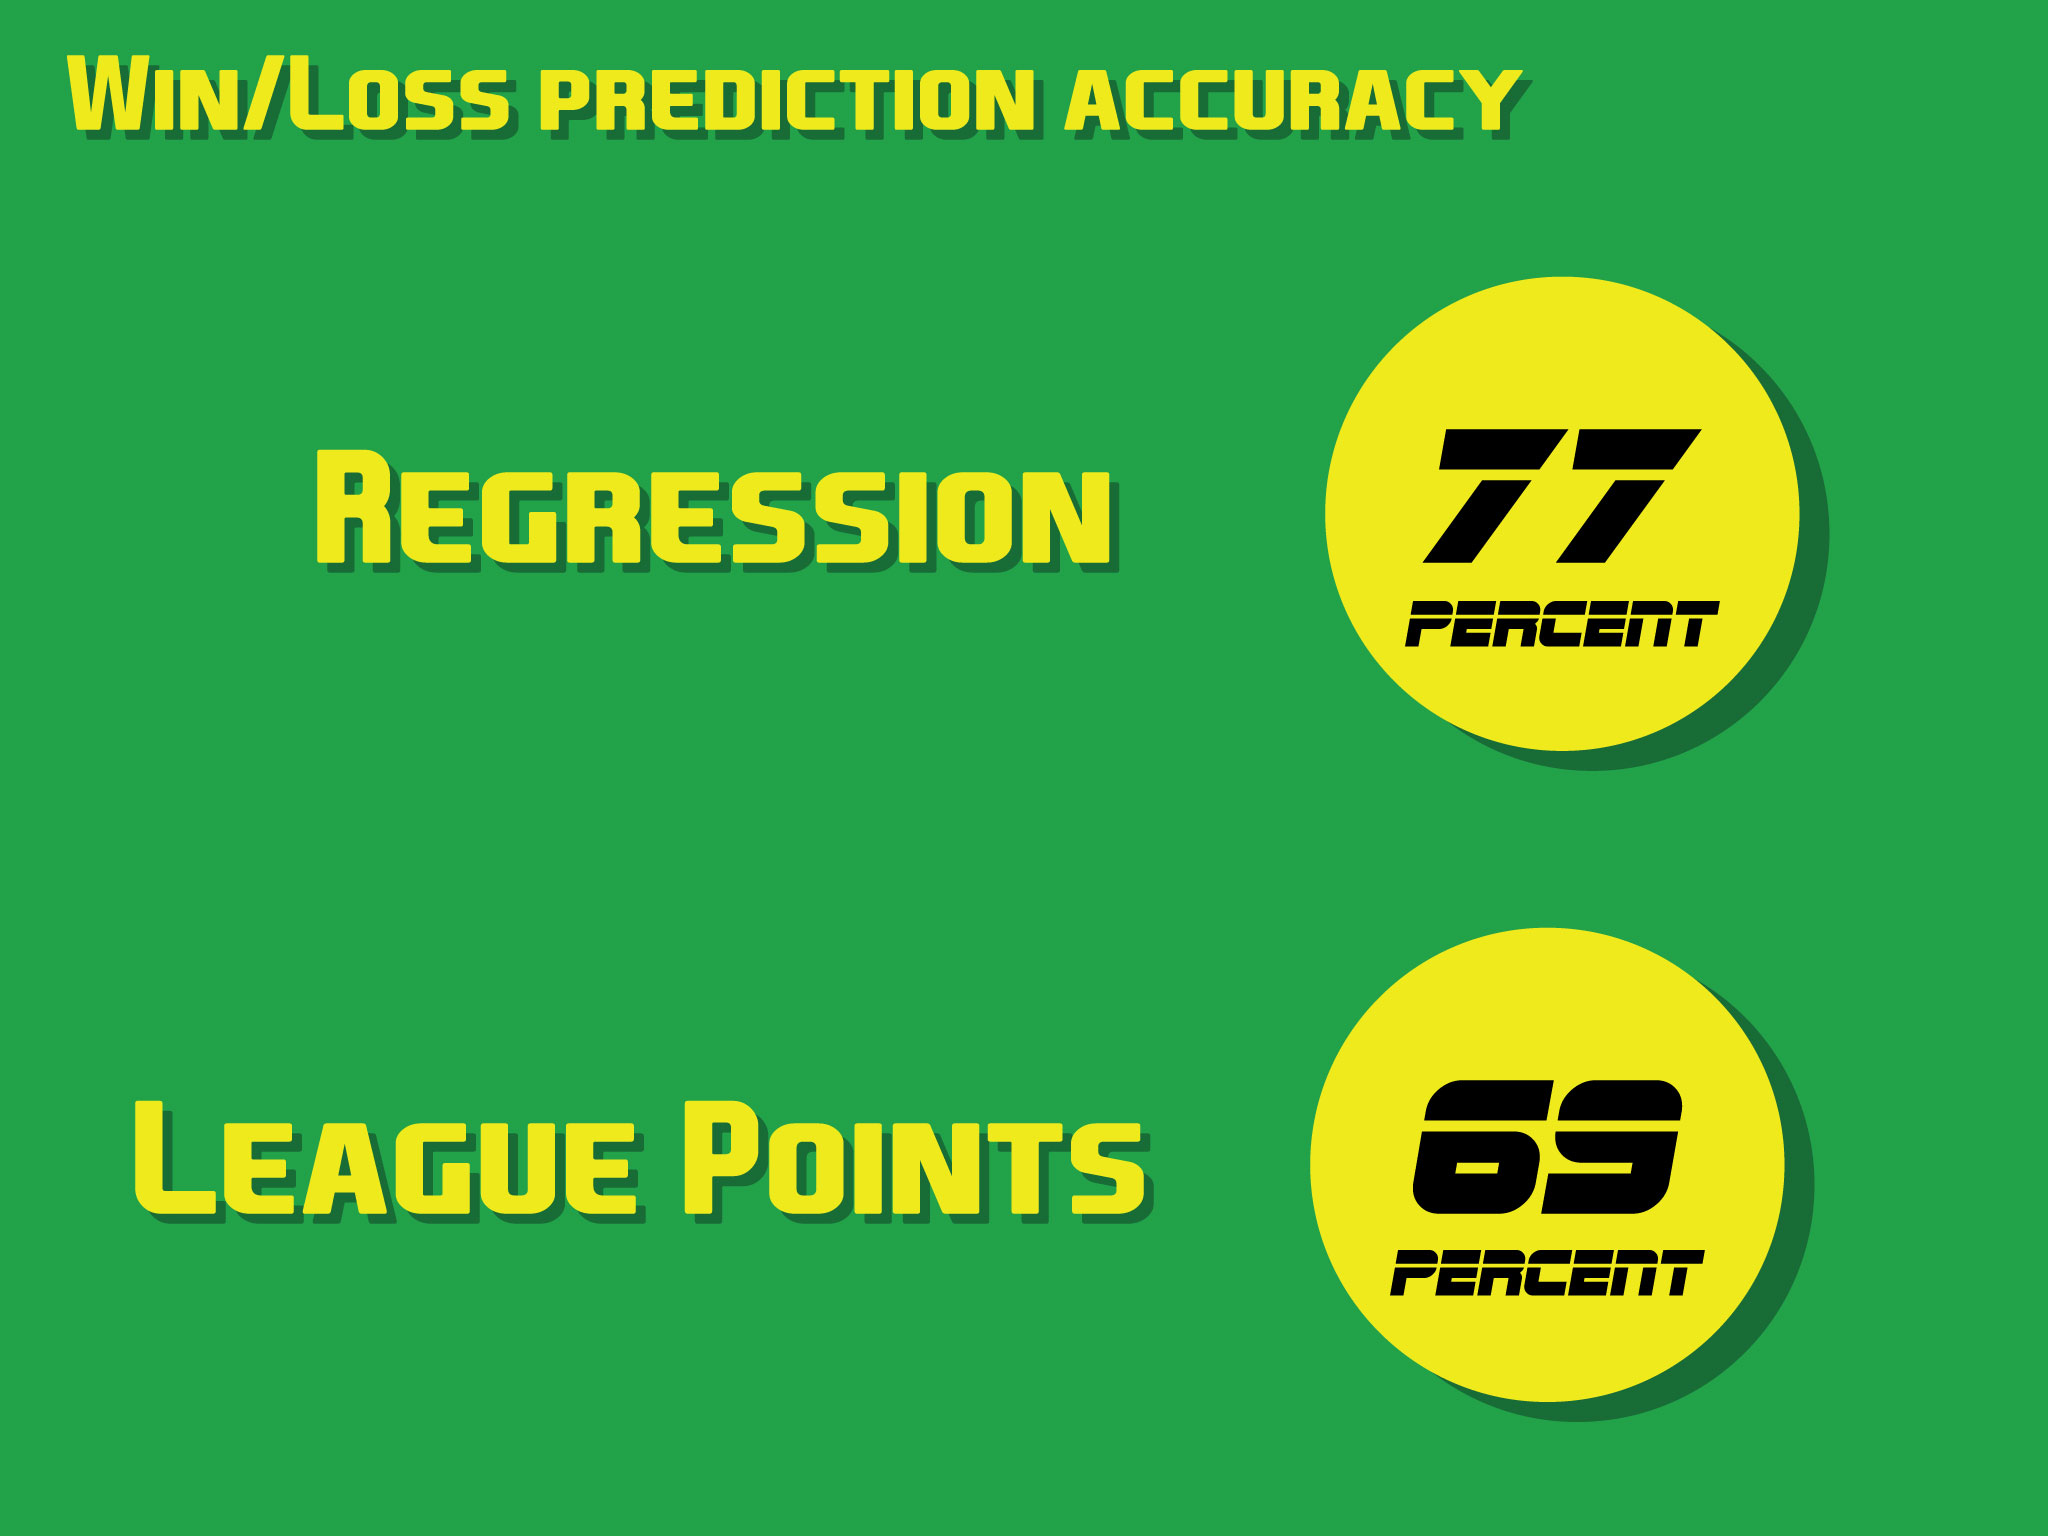 Win/Loss prediction accuracy
Regression
77
PERCENT
League Points
69
PERCENT